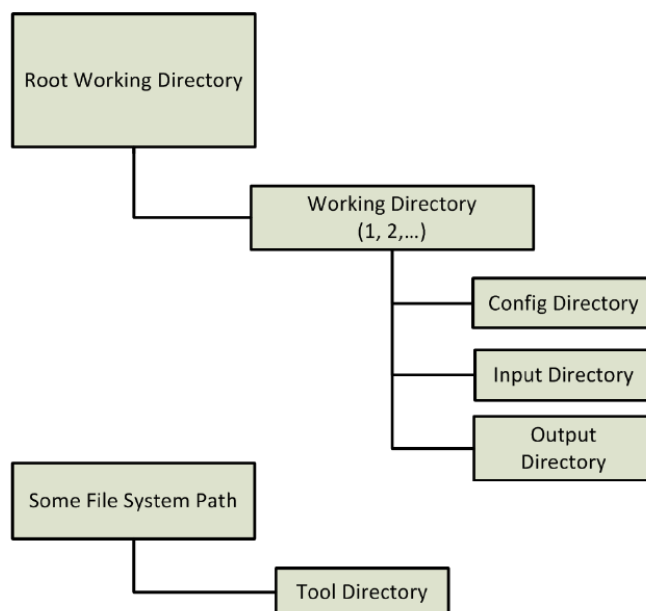 Root Working Directory
Working Directory
(1, 2,...)
Config Directory
Input Directory
Output
Directory
Some File System Path
Tool Directory